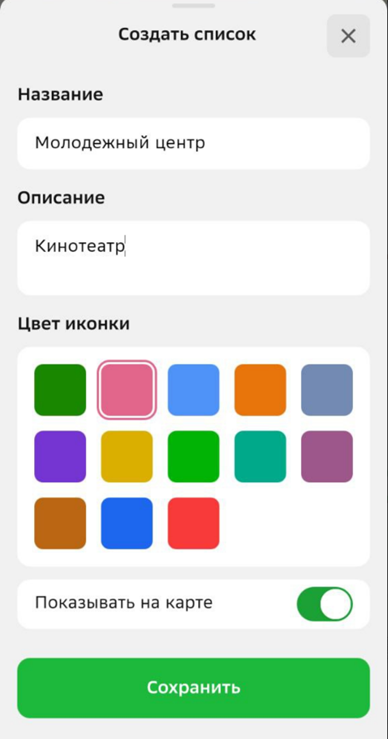 Создать список
Название
Молодежный центр
Описание
Кинотеатр
Цвет иконки
Показывать на карте
Сохранить